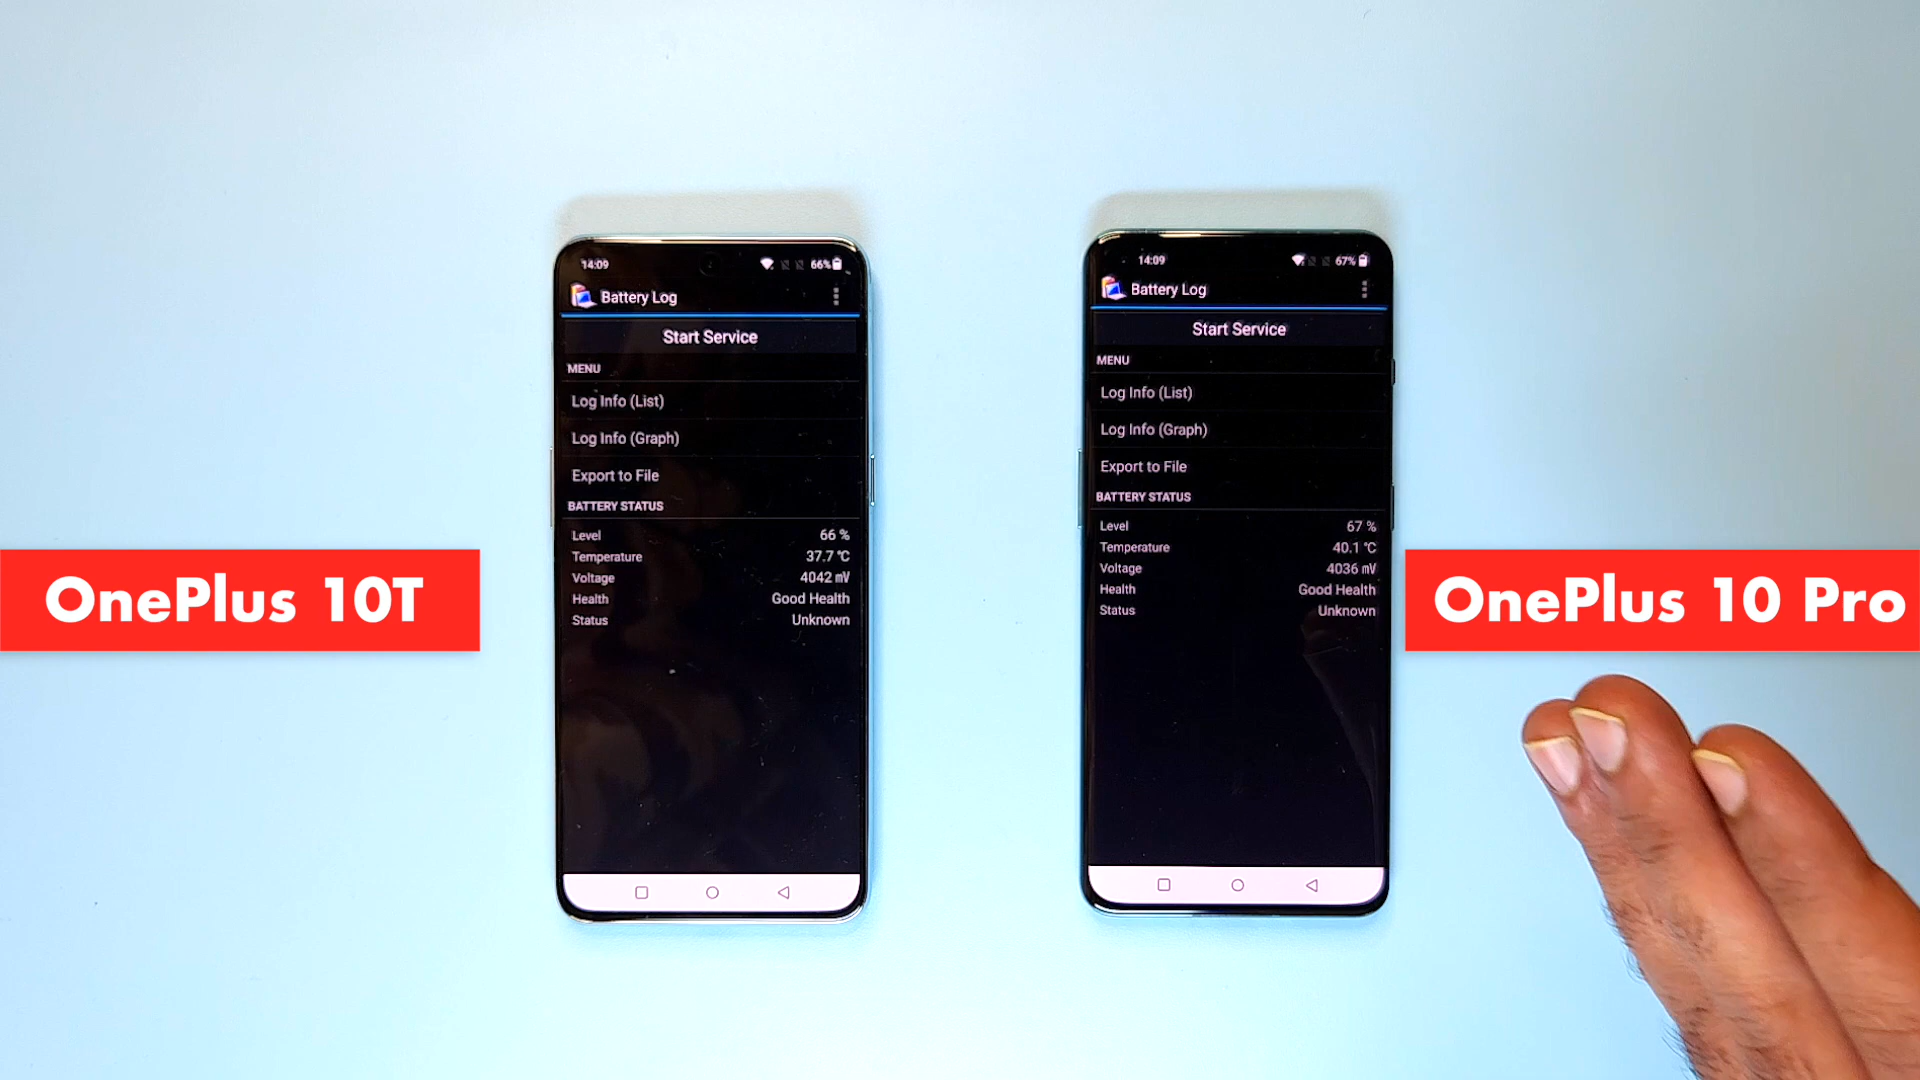 14:09
66%
Battery Log
Start Service
MENU
Log Info (List)
Log Info (Graph)
Export to File
BATTERY STATUS
Level 66 %
Temperature 37.7 °C
Voltage 4042 mV
Health Good Health
Status Unknown
OnePlus 10T
14:09
67%
Battery Log
Start Service
MENU
Log Info (List)
Log Info (Graph)
Export to File
BATTERY STATUS
Level 67 %
Temperature 40.1 °C
Voltage 4036 mV
Health Good Health
Status Unknown
OnePlus 10 Pro